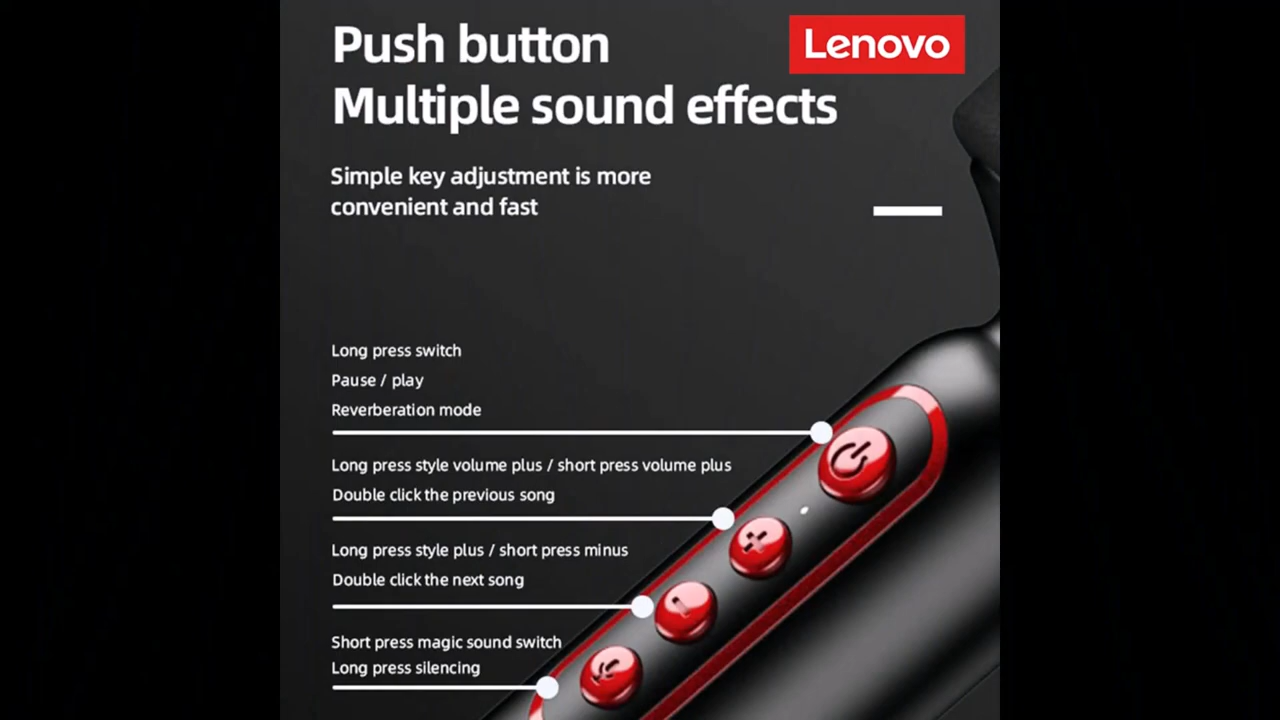 Push button
Lenovo
Multiple sound effects
Simple key adjustment is more
convenient and fast
Long press switch
Pause / play
Reverberation mode
Long press style volume plus / short press volume plus
Double click the previous song
Long press style plus / short press minus
Double click the next song
Short press magic sound switch
Long press silencing